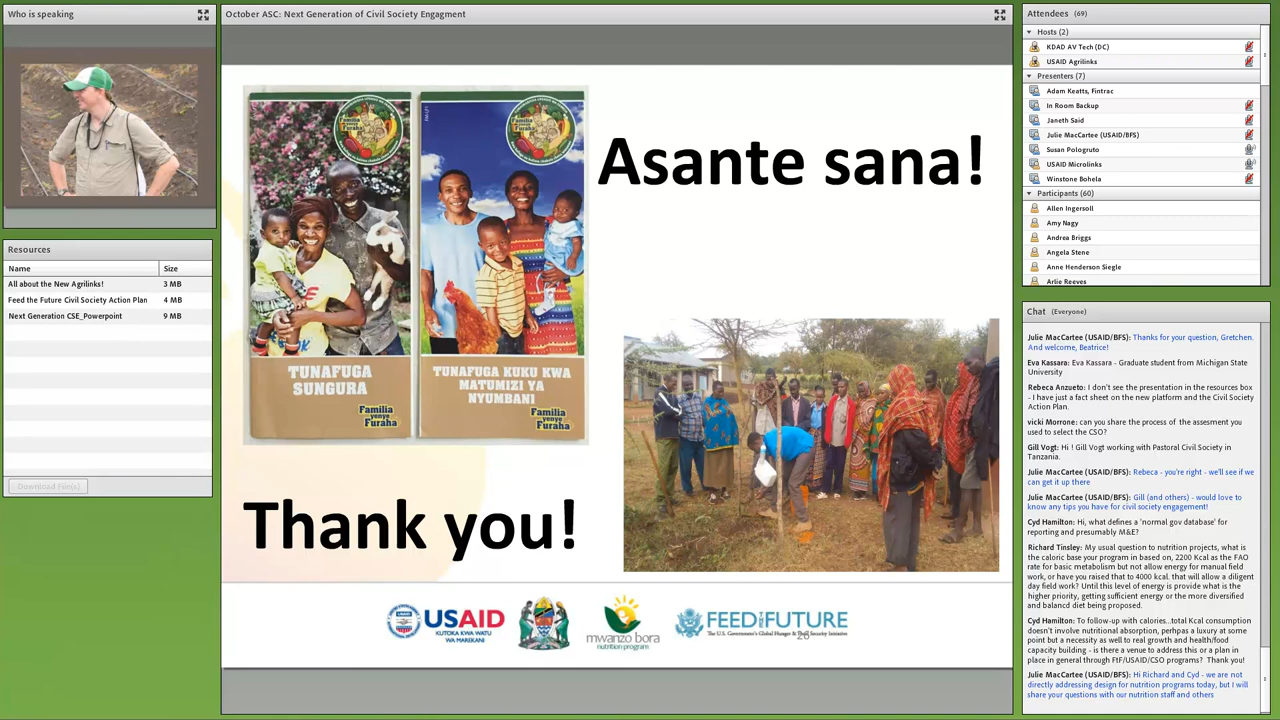 Who is speaking
Resources
Name Size
All about the New Agrilinks! 3 MB
Feed the Future Civil Society Action Plan 4 MB
Next Generation CSE_Powerpoint 9 MB
Download File(s)
October ASC: Next Generation of Civil Society Engagment
Familia
yenye
Furaha
TUNAFUGA
SUNGURA
Familia
yenye
Furaha
Familia
yenye
Furaha
TUNAFUGA KUKU KWA
MATUMIZI YA
NYUMBANI
Familia
yenye
Furaha
Asante sana!
Thank you!
USAID
KUTOKA KWA WATU
WA MAREKANI
mwanzo bora
nutrition program
FEED THE FUTURE
The U.S. Government's Global Hunger & Food Security Initiative
26
Attendees (69)
Hosts (2)
KDAD AV Tech (DC)
USAID Agrilinks
Presenters (7)
Adam Keatts, Fintrac
In Room Backup
Janeth Said
Julie MacCartee (USAID/BFS)
Susan Pologruto
USAID Microlinks
Winstone Bohela
Participants (60)
Allen Ingersoll
Amy Nagy
Andrea Briggs
Angela Stene
Anne Henderson Siegle
Arlie Reeves
Chat (Everyone)
Julie MacCartee (USAID/BFS): Thanks for your question, Gretchen.
And welcome, Beatrice!
Eva Kassara: Eva Kassara - Graduate student from Michigan State
University
Rebeca Anzueto: I don't see the presentation in the resources box
- I have just a fact sheet on the new platform and the Civil Society
Action Plan.
vicki Morrone: can you share the process of the assesment you
used to select the CSO?
Gill Vogt: Hi ! Gill Vogt working with Pastoral Civil Society in
Tanzania.
Julie MacCartee (USAID/BFS): Rebeca - you're right - we'll see if we
can get it up there
Julie MacCartee (USAID/BFS): Gill (and others) - would love to
know any tips you have for civil society engagement!
Cyd Hamilton: Hi, what defines a 'normal gov database' for
reporting and presumably M&E?
Richard Tinsley: My usual question to nutrition projects, what is
the caloric base your program in based on, 2200 Kcal as the FAO
rate for basic metabolism but not allow energy for manual field
work, or have you raised that to 4000 kcal. that will allow a diligent
day field work? Until this level of energy is provide what is the
higher priority, getting sufficient energy or the more diversified
and balancd diet being proposed.
Cyd Hamilton: To follow-up with calories...total Kcal consumption
doesn't involve nutritional absorption, perhpas a luxury at some
point but a necessity as well to real growth and health/food
capacity building - is there a venue to address this or a plan in
place in general through FtF/USAID/CSO programs? Thank you!
Julie MacCartee (USAID/BFS): Hi Richard and Cyd - we are not
directly addressing design for nutrition programs today, but I will
share your questions with our nutrition staff and others